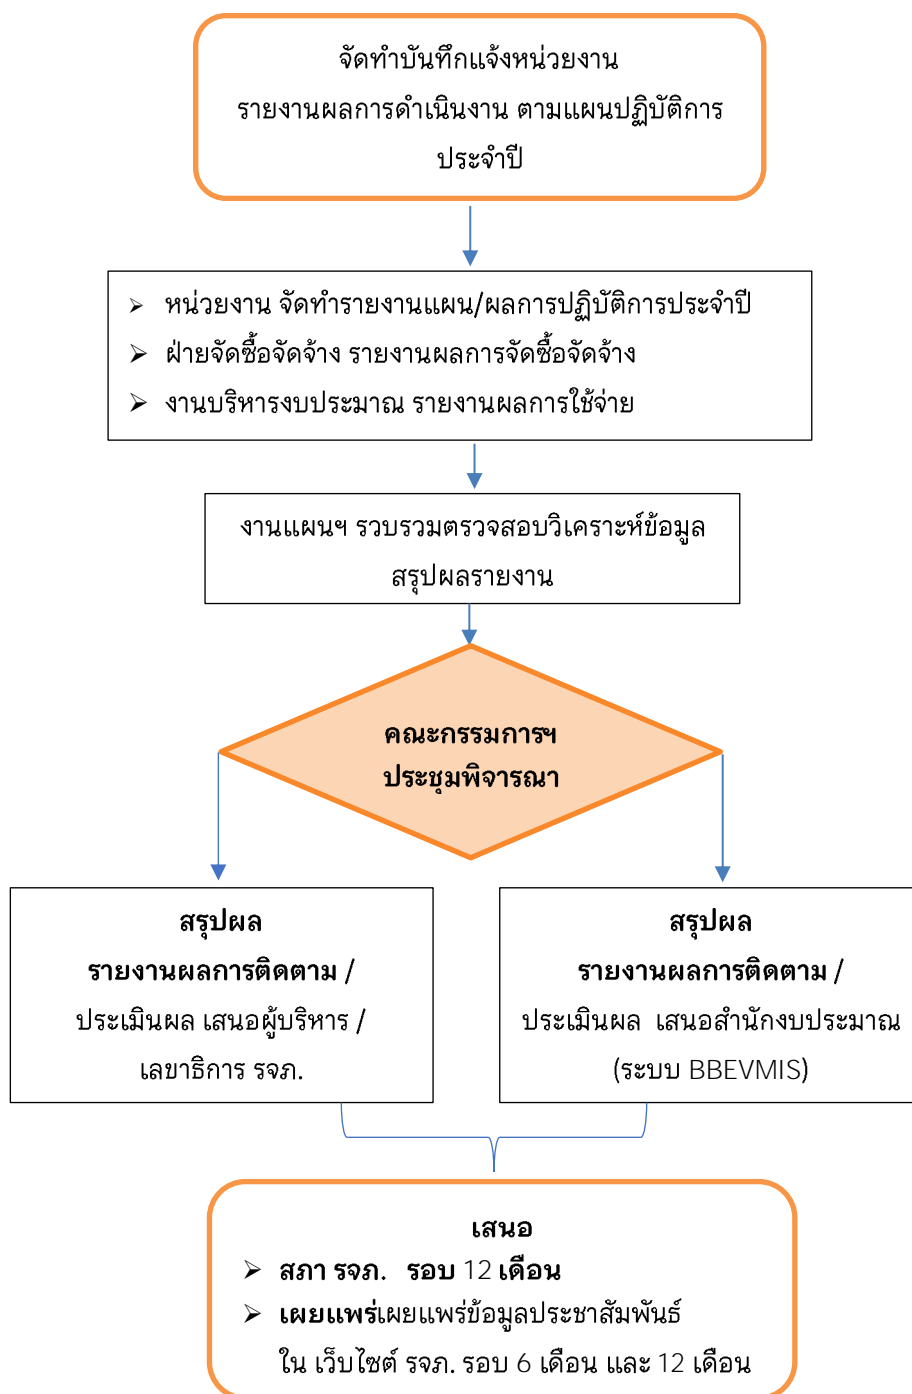 จัดทำบันทึกแจ้งหน่วยงาน
รายงานผลการดำเนินงาน ตามแผนปฏิบัติการ
ประจำปี
➢ หน่วยงาน จัดทำรายงานแผน/ผลการปฏิบัติการประจำปี
➢ ฝ่ายจัดซื้อจัดจ้าง รายงานผลการจัดซื้อจัดจ้าง
➢ งานบริหารงบประมาณ รายงานผลการใช้จ่าย
งานแผนฯ รวบรวมตรวจสอบวิเคราะห์ข้อมูล
สรุปผลรายงาน
คณะกรรมการฯ
ประชุมพิจารณา
สรุปผล
รายงานผลการติดตาม /
ประเมินผล เสนอผู้บริหาร /
เลขาธิการ รจภ.
สรุปผล
รายงานผลการติดตาม /
ประเมินผล เสนอสำนักงบประมาณ
(ระบบ BBEVMIS)
เสนอ
➢ สภา รจภ. รอบ 12 เดือน
➢ เผยแพร่เผยแพร่ข้อมูลประชาสัมพันธ์
ใน เว็บไซต์ รจภ. รอบ 6 เดือน และ 12 เดือน